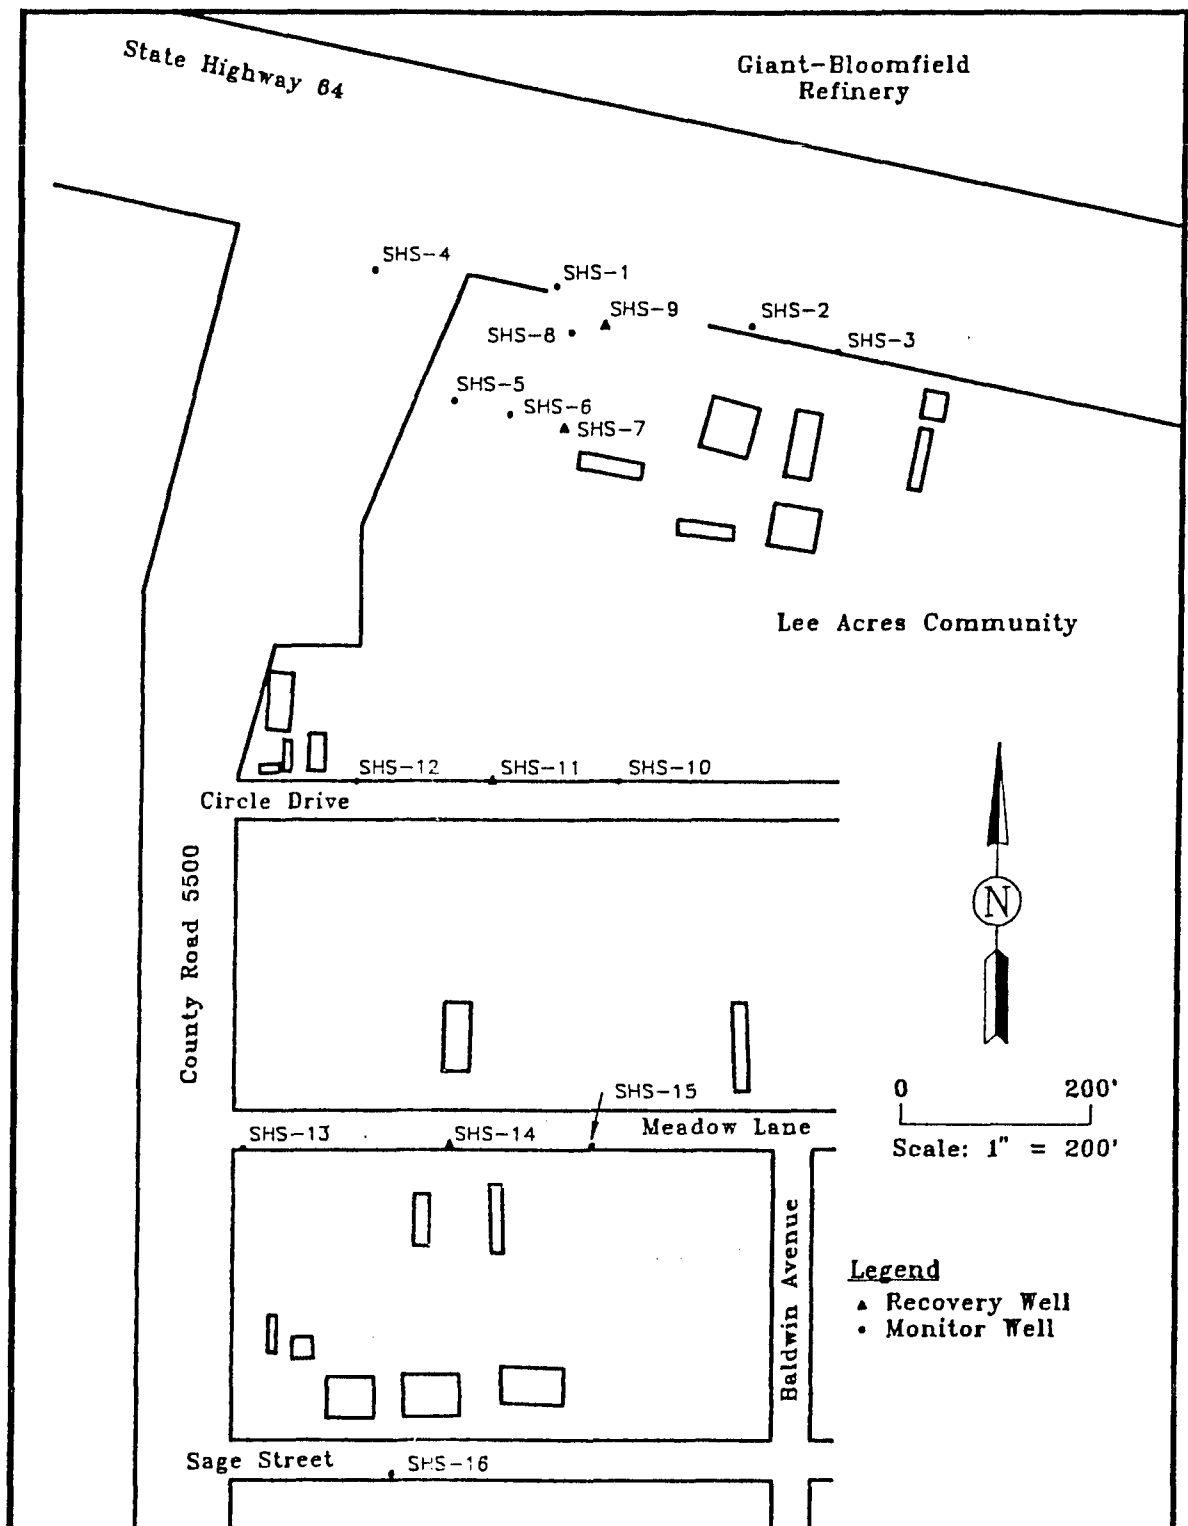 State Highway 64
Giant-Bloomfield
Refinery
SHS-4
SHS-1
SHS-9
SHS-2
SHS-8
SHS-3
SHS-5
SHS-6
SHS-7
Lee Acres Community
SHS-12
SHS-11
SHS-10
Circle Drive
County Road 5500
N
0 200'
Scale: 1" = 200'
SHS-15
Meadow Lane
SHS-13
SHS-14
Baldwin Avenue
Legend
▲ Recovery Well
• Monitor Well
Sage Street
SHS-16